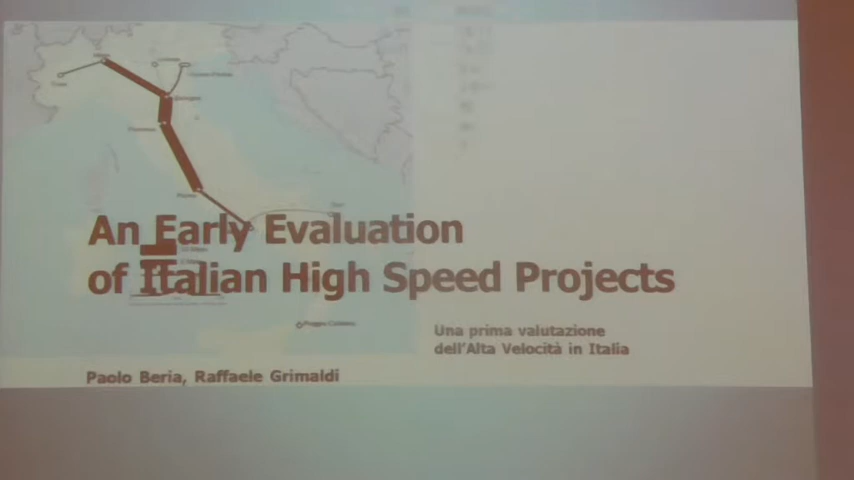 An Early Evaluation
of Italian High Speed Projects
Una prima valutazione
dell'Alta Velocità in Italia
Paolo Beria, Raffaele Grimaldi